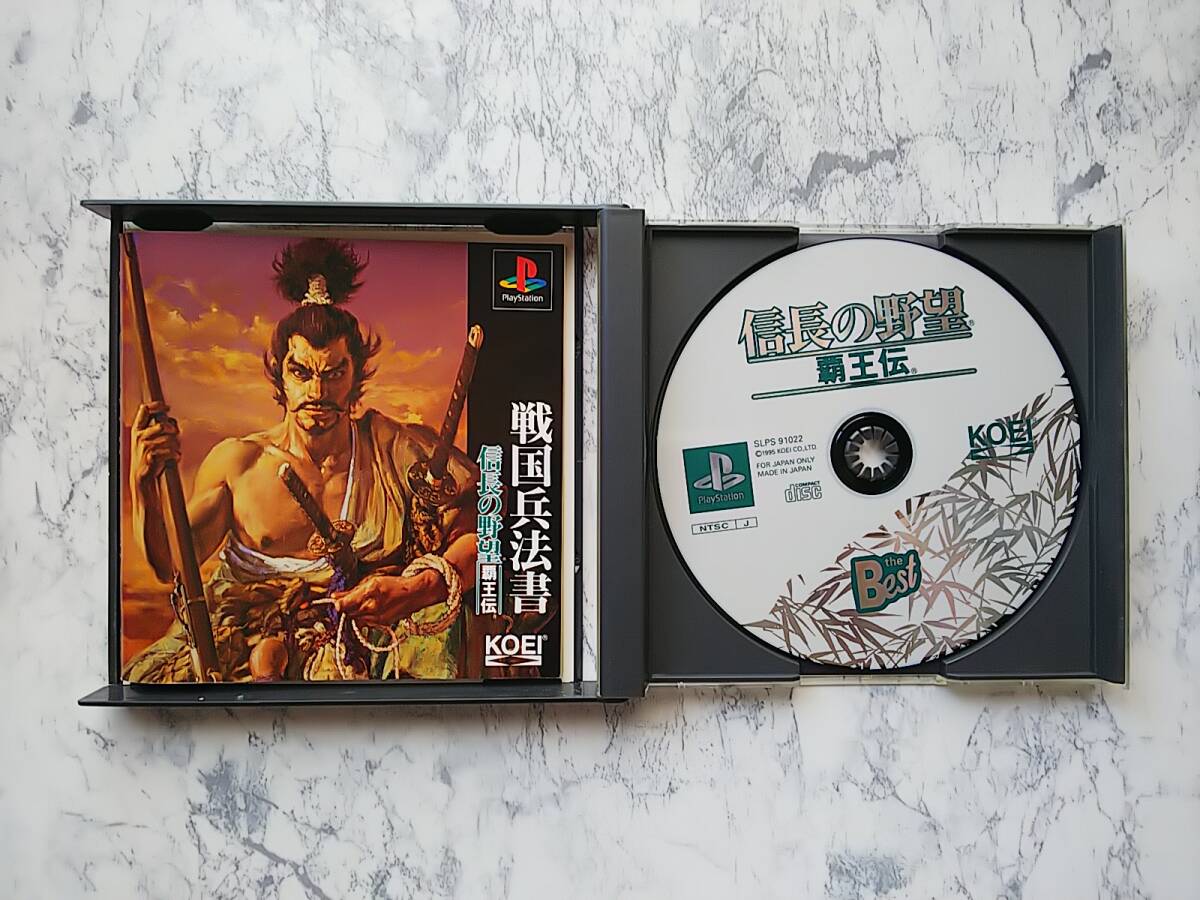 PlayStation
戦国兵法書
信長の野望
覇王伝®
KOEI®
信長の野望®
覇王伝®
SLPS 91022
©1995 KOEI CO.,LTD.
FOR JAPAN ONLY
MADE IN JAPAN
COMPACT
disc
PlayStation
NTSC J
KOEI
the
Best